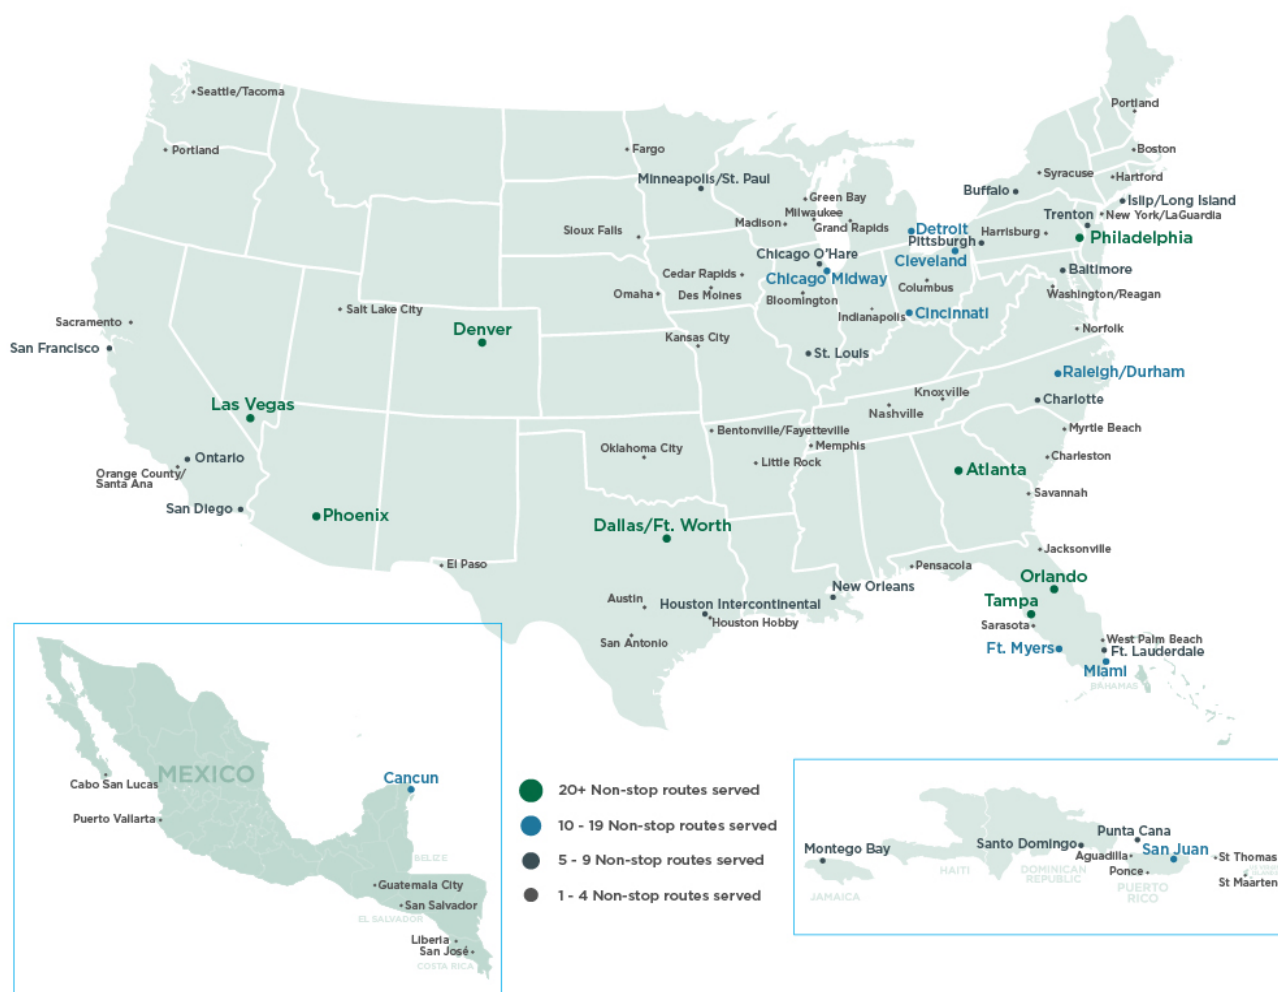 Portland
Seattle/Tacoma
Portland
Fargo
Boston
Minneapolis/St. Paul
Syracuse
Hartford
Buffalo
Green Bay
Islip/Long Island
Milwaukee
Trenton
New York/LaGuardia
Madison
Grand Rapids
Sioux Falls
Detroit
Harrisburg
Philadelphia
Pittsburgh
Chicago O'Hare
Cleveland
Cedar Rapids
Chicago Midway
Baltimore
Columbus
Omaha
Des Moines
Bloomington
Washington/Reagan
Salt Lake City
Indianapolis
Cincinnati
Sacramento
Denver
Norfolk
San Francisco
Kansas City
St. Louis
Raleigh/Durham
Las Vegas
Knoxville
Charlotte
Nashville
Bentonville/Fayetteville
Myrtle Beach
Oklahoma City
Memphis
Ontario
Little Rock
Charleston
Orange County/
Santa Ana
Atlanta
Savannah
San Diego
Phoenix
Dallas/Ft. Worth
Jacksonville
El Paso
Pensacola
Orlando
New Orleans
Austin
Houston Intercontinental
Tampa
Houston Hobby
Sarasota
San Antonio
West Palm Beach
Ft. Myers
Ft. Lauderdale
Miami
BAHAMAS
MEXICO
Cancun
Cabo San Lucas
Puerto Vallarta
BELIZE
Guatemala City
San Salvador
EL SALVADOR
Liberia
San José
COSTA RICA
20+ Non-stop routes served
10 - 19 Non-stop routes served
5 - 9 Non-stop routes served
1 - 4 Non-stop routes served
Punta Cana
Montego Bay
Santo Domingo
San Juan
Aguadilla
St Thomas
HAITI
DOMINICAN
REPUBLIC
Ponce
St Maarten
JAMAICA
PUERTO
RICO